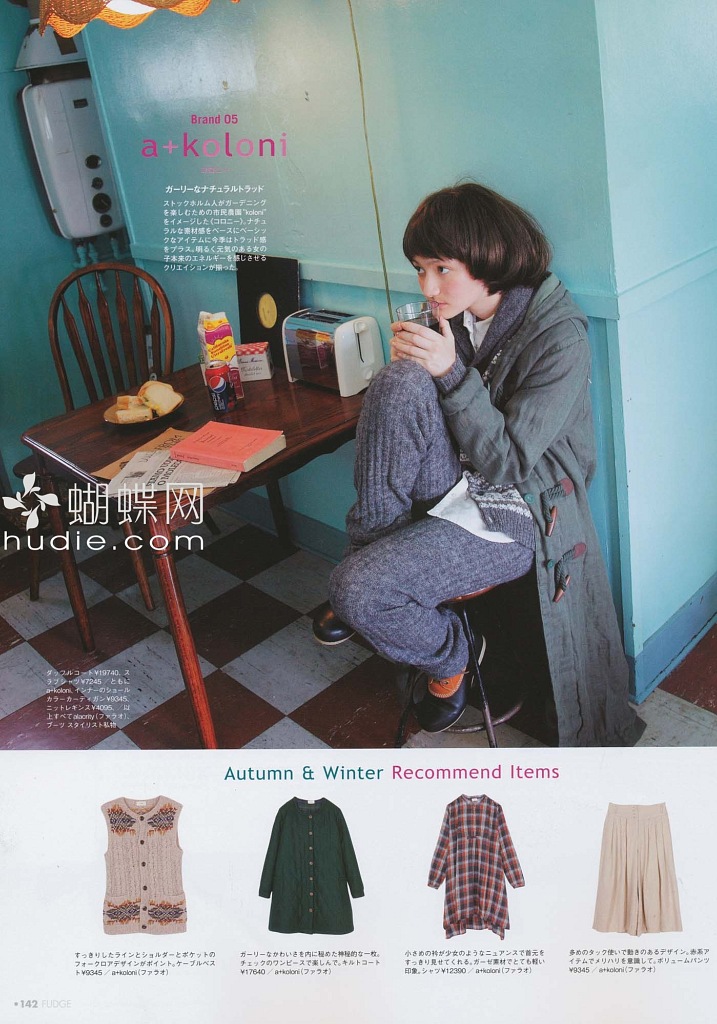 Brand 05
a+koloni
ガーリーなナチュラルトラッド
ストックホルム人がガーデニング
を楽しむための市民農園“koloni”
をイメージした《コロニー》。ナチュ
ラルな素材感をベースにベーシッ
クなアイテムに今季はトラッド感
をプラス。明るく元気のある女の
子本来のエネルギーを感じさせる
クリエイションが揃った。
蝴蝶网
hudie.com
ダッフルコート¥19740、ス
ラブシャツ¥7245 ／ともに
a+koloni、インナーのショール
カラーカーディガン¥9345、
ニットレギンス¥4095、／以
上すべてalacrity（ファラオ）、
ブーツ スタイリスト私物
Autumn & Winter Recommend Items
すっきりしたラインとショルダーとポケットの
フォークロアデザインがポイント。ケーブルベス
ト¥9345 ／ a+koloni（ファラオ）
ガーリーなかわいさを内に秘めた神秘的な一枚。
チェックのワンピースで楽しんで。キルトコート
¥17640 ／ a+koloni（ファラオ）
小さめの衿が少女のようなニュアンスで首元を
すっきり見せてくれる。ガーゼ素材でとても軽い
印象。シャツ¥12390 ／ a+koloni（ファラオ）
多めのタック使いで動きのあるデザイン。赤系ア
イテムでメリハリを意識して。ボリュームパンツ
¥9345 ／ a+koloni（ファラオ）
142 FUDGE